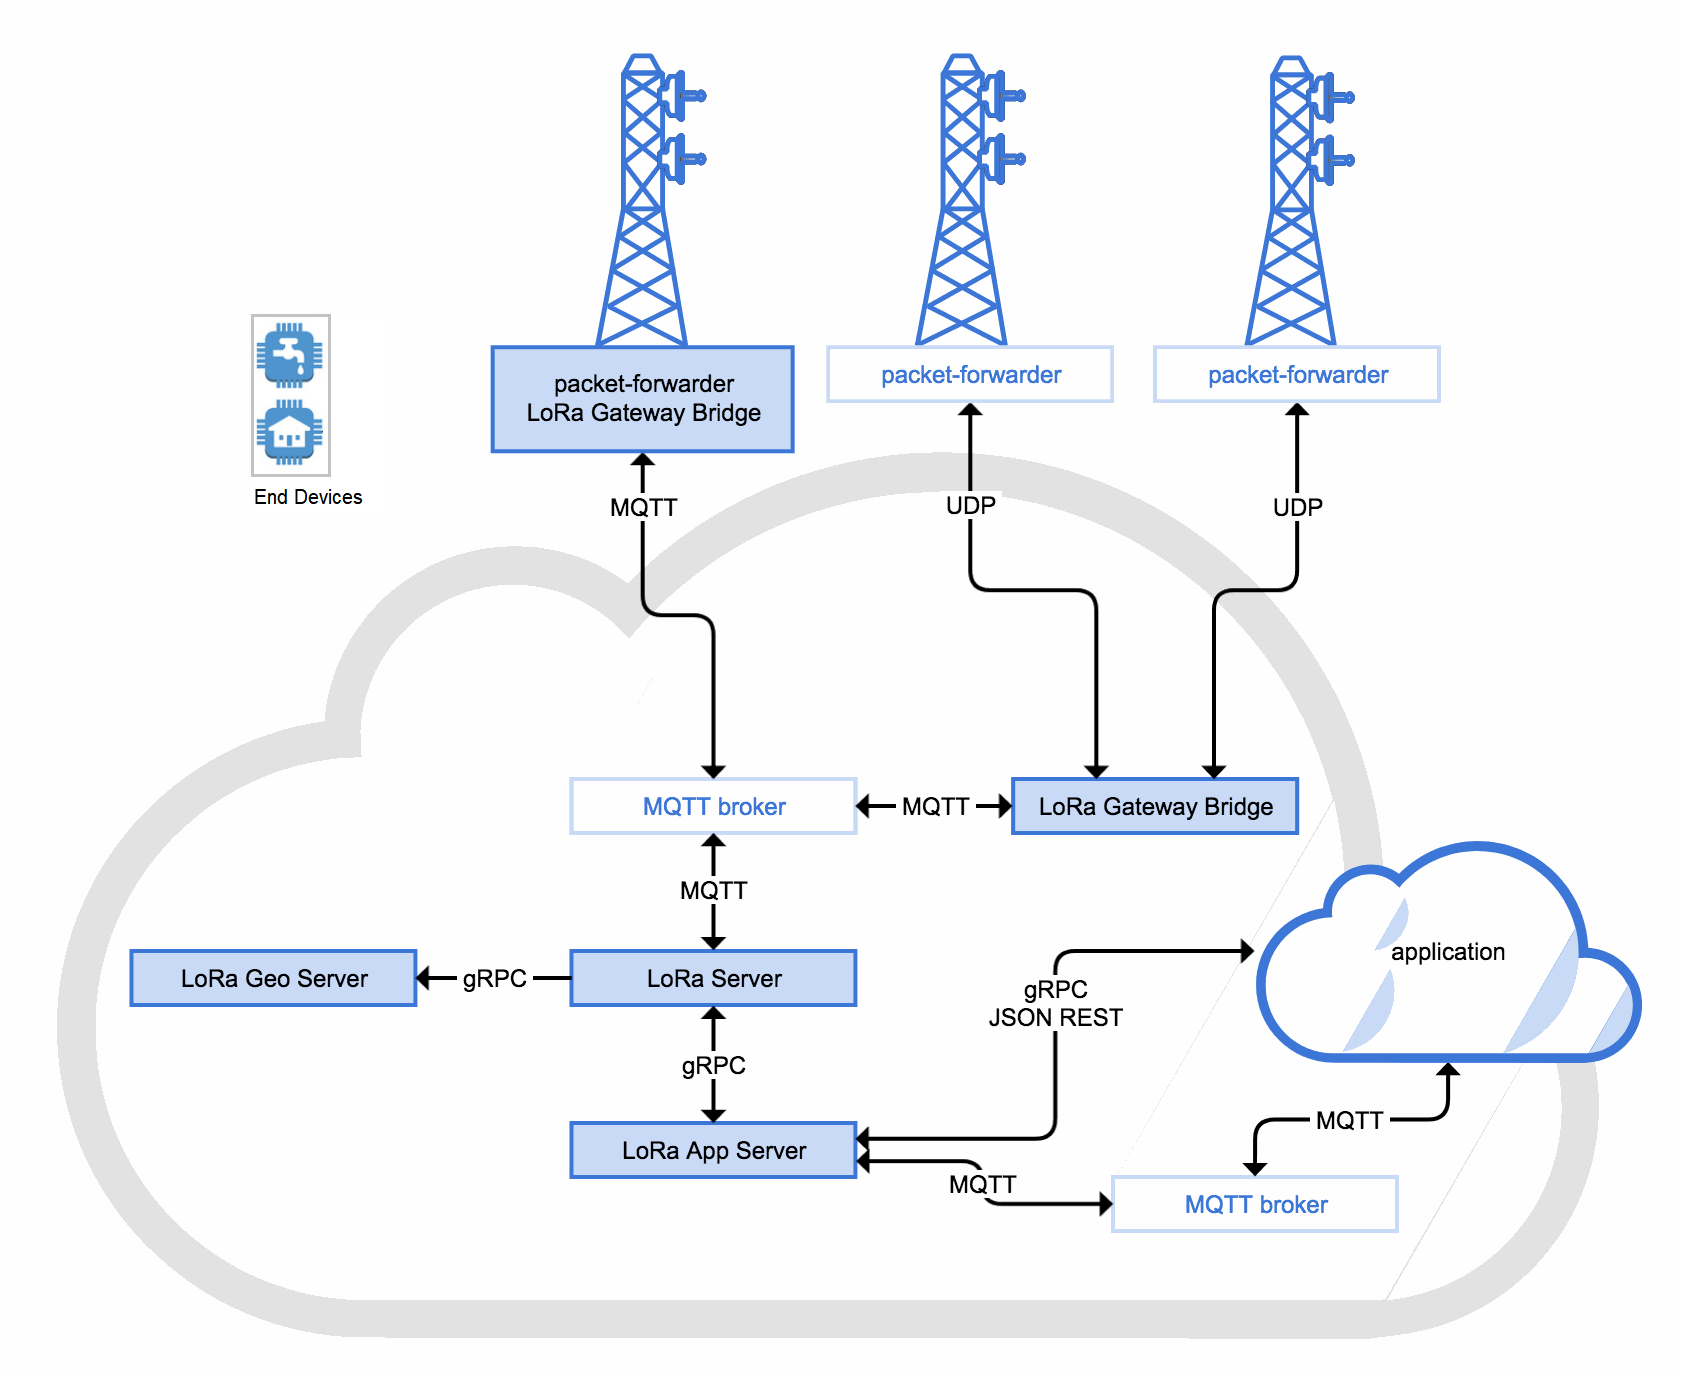 packet-forwarder
LoRa Gateway Bridge
packet-forwarder
packet-forwarder
End Devices
MQTT
UDP
UDP
MQTT broker
MQTT
LoRa Gateway Bridge
MQTT
LoRa Geo Server
gRPC
LoRa Server
application
gRPC
JSON REST
gRPC
LoRa App Server
MQTT
MQTT
MQTT broker